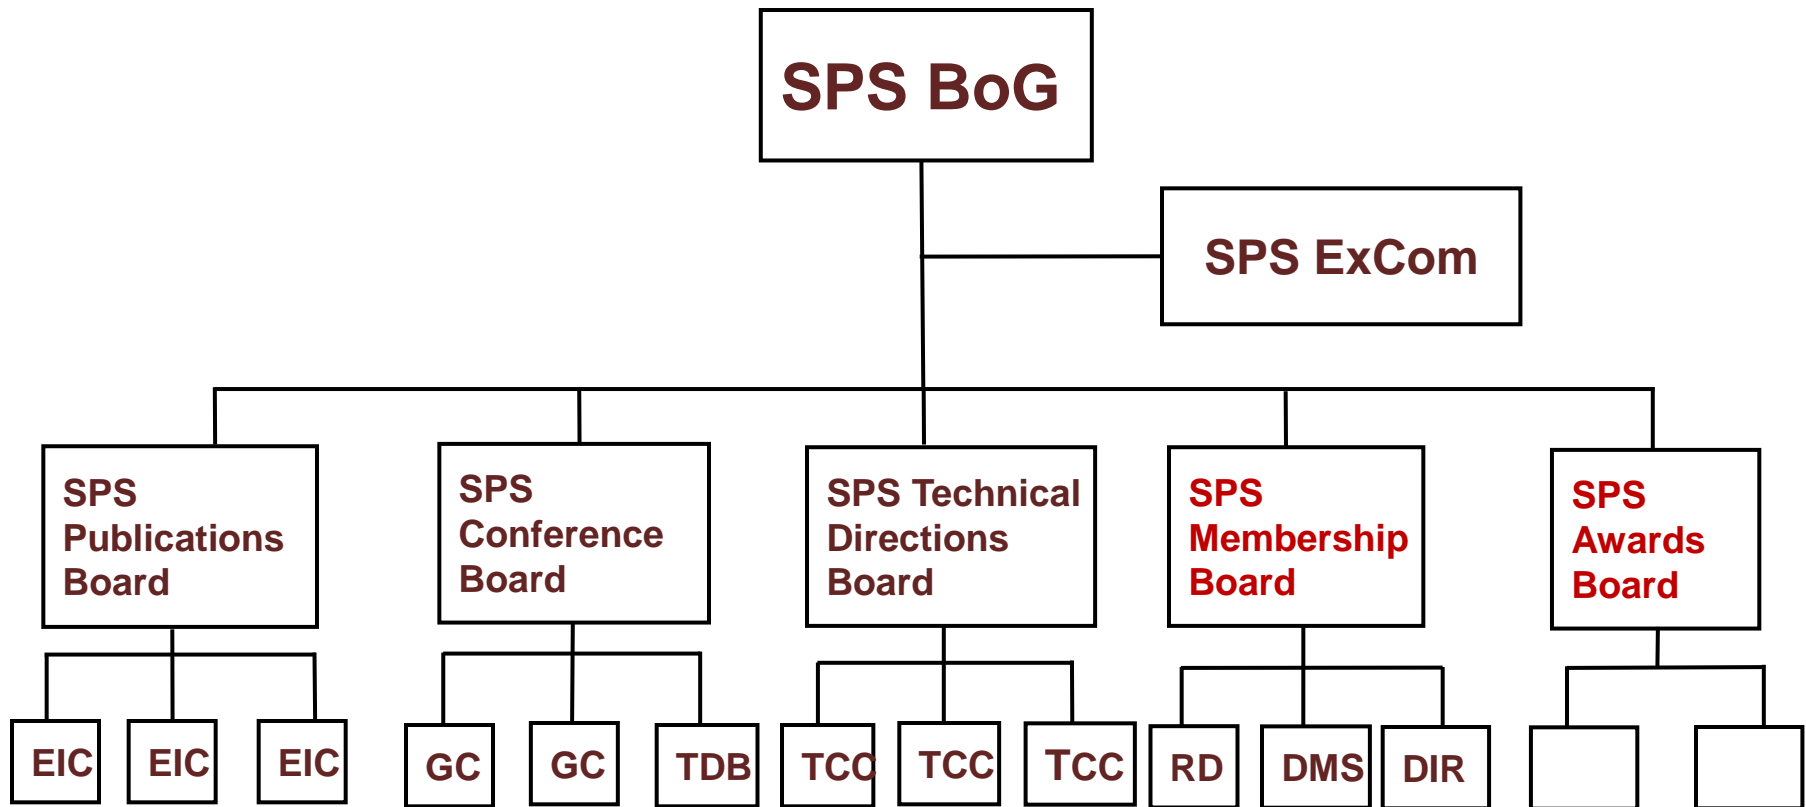 SPS BoG
SPS ExCom
SPS
Publications
Board
SPS
Conference
Board
SPS Technical
Directions
Board
SPS
Membership
Board
SPS
Awards
Board
EIC
EIC
EIC
GC
GC
TDB
TCC
TCC
TCC
RD
DMS
DIR